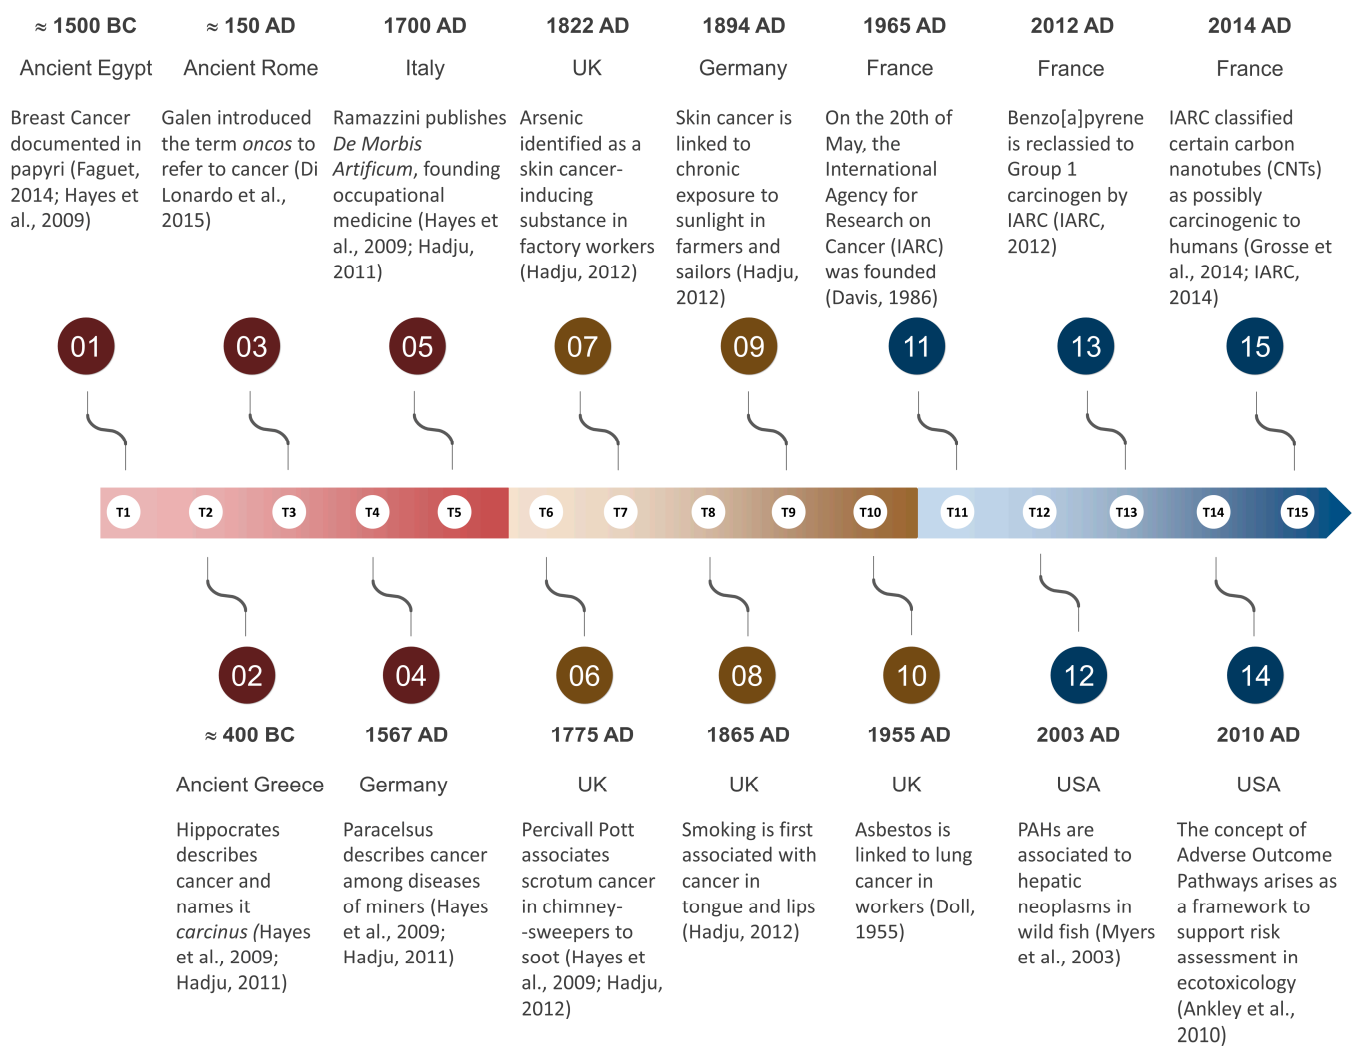 ≈ 1500 BC
Ancient Egypt
Breast Cancer
documented in
papyri (Faguet,
2014; Hayes et
al., 2009)
≈ 150 AD
Ancient Rome
Galen introduced
the term oncos to
refer to cancer (Di
Lonardo et al.,
2015)
1700 AD
Italy
Ramazzini publishes
De Morbis
Artificum, founding
occupational
medicine (Hayes et
al., 2009; Hadju,
2011)
1822 AD
UK
Arsenic
identified as a
skin cancer-
inducing
substance in
factory workers
(Hadju, 2012)
1894 AD
Germany
Skin cancer is
linked to
chronic
exposure to
sunlight in
farmers and
sailors (Hadju,
2012)
1965 AD
France
On the 20th of
May, the
International
Agency for
Research on
Cancer (IARC)
was founded
(Davis, 1986)
2012 AD
France
Benzo[a]pyrene
is reclassied to
Group 1
carcinogen by
IARC (IARC,
2012)
2014 AD
France
IARC classified
certain carbon
nanotubes (CNTs)
as possibly
carcinogenic to
humans (Grosse et
al., 2014; IARC,
2014)
01
03
05
07
09
11
13
15
T1
T2
T3
T4
T5
T6
T7
T8
T9
T10
T11
T12
T13
T14
T15
02
04
06
08
10
12
14
≈ 400 BC
Ancient Greece
Hippocrates
describes
cancer and
names it
carcinus (Hayes
et al., 2009;
Hadju, 2011)
1567 AD
Germany
Paracelsus
describes cancer
among diseases
of miners (Hayes
et al., 2009;
Hadju, 2011)
1775 AD
UK
Percivall Pott
associates
scrotum cancer
in chimney-
-sweepers to
soot (Hayes et
al., 2009; Hadju,
2012)
1865 AD
UK
Smoking is first
associated with
cancer in
tongue and lips
(Hadju, 2012)
1955 AD
UK
Asbestos is
linked to lung
cancer in
workers (Doll,
1955)
2003 AD
USA
PAHs are
associated to
hepatic
neoplasms in
wild fish (Myers
et al., 2003)
2010 AD
USA
The concept of
Adverse Outcome
Pathways arises as
a framework to
support risk
assessment in
ecotoxicology
(Ankley et al.,
2010)